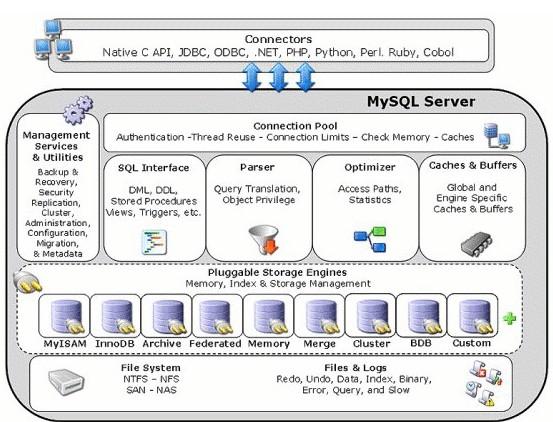 Connectors
Native C API, JDBC, ODBC, .NET, PHP, Python, Perl. Ruby, Cobol
MySQL Server
Management
Services
& Utilities
Backup &
Recovery,
Security
Replication,
Cluster,
Administration,
Configuration,
Migration,
& Metadata
Connection Pool
Authentication -Thread Reuse – Connection Limits – Check Memory - Caches
SQL Interface
DML, DDL,
Stored Procedures
Views, Triggers, etc.
Parser
Query Translation,
Object Privilege
Optimizer
Access Paths,
Statistics
Caches & Buffers
Global and
Engine Specific
Caches & Buffers
Pluggable Storage Engines
Memory, Index & Storage Management
MyISAM InnoDB Archive Federated Memory Merge Cluster BDB Custom
File System
NTFS – NFS
SAN – NAS
Files & Logs
Redo, Undo, Data, Index, Binary,
Error, Query, and Slow